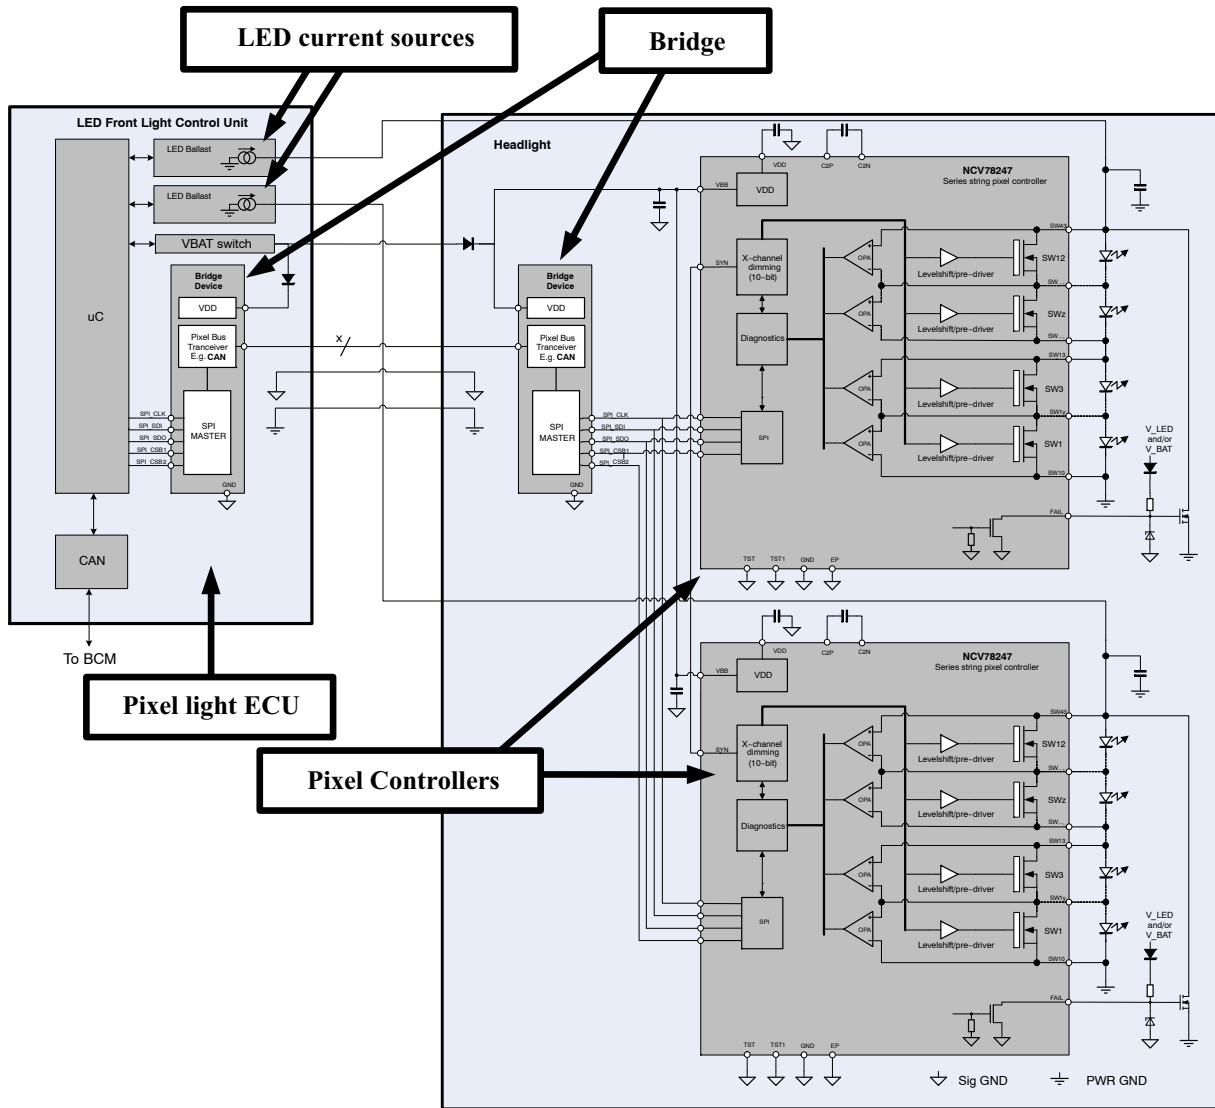 LED current sources
Bridge
LED Front Light Control Unit
LED Ballast
LED Ballast
VBAT switch
uC
Bridge
Device
VDD
Pixel Bus
Tranceiver
E.g. CAN
SPI
MASTER
SPI_CLK
SPI_SDI
SPI_SDO
SPI_CSB1
SPI_CSB2
GND
CAN
To BCM
Pixel light ECU
Headlight
X
Bridge
Device
VDD
Pixel Bus
Tranceiver
E.g. CAN
SPI
MASTER
SPI_CLK
SPI_SDI
SPI_SDO
SPI_CSB1
SPI_CSB2
GND
Pixel Controllers
VDD
C2P
C2N
NCV78247
Series string pixel controller
VBB
VDD
SYN
X-channel
dimming
(10-bit)
Diagnostics
SPI
OPA
OPA
OPA
OPA
Levelshift/pre-driver
Levelshift/pre-driver
Levelshift/pre-driver
Levelshift/pre-driver
SW43
SW12
SW...
SWz
SW...
SW13
SW3
SW1y
SW1
SW10
FAIL
V_LED
and/or
V_BAT
TST
TST1
GND
EP
VDD
C2P
C2N
NCV78247
Series string pixel controller
VBB
VDD
SYN
X-channel
dimming
(10-bit)
Diagnostics
SPI
OPA
OPA
OPA
OPA
Levelshift/pre-driver
Levelshift/pre-driver
Levelshift/pre-driver
Levelshift/pre-driver
SW43
SW12
SW...
SWz
SW...
SW13
SW3
SW1y
SW1
SW10
FAIL
V_LED
and/or
V_BAT
TST
TST1
GND
EP
Sig GND
PWR GND